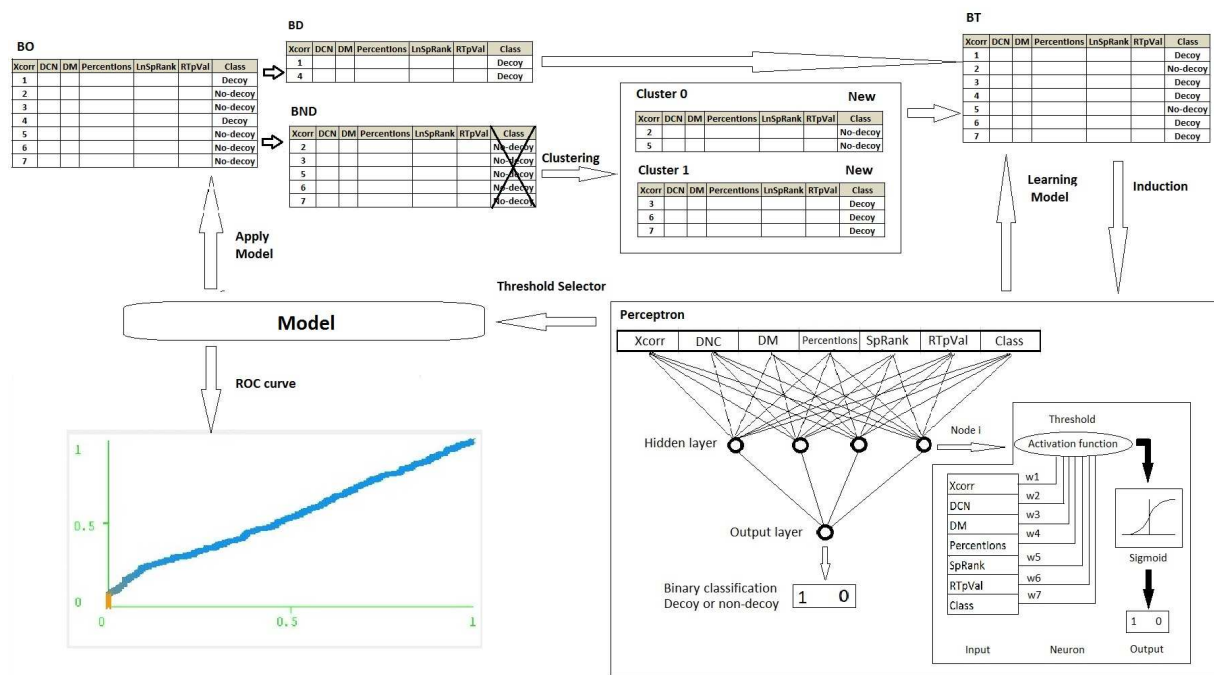 BO
Xcorr DCN DM PercentIons LnSpRank RTpVal Class
1 Decoy
2 No-decoy
3 No-decoy
4 Decoy
5 No-decoy
6 No-decoy
7 No-decoy
BD
Xcorr DCN DM PercentIons LnSpRank RTpVal Class
1 Decoy
4 Decoy
BND
Xcorr DCN DM PercentIons LnSpRank RTpVal Class
2 No-decoy
3 No-decoy
5 No-decoy
6 No-decoy
7 No-decoy
Clustering
Cluster 0 New
Xcorr DCN DM PercentIons LnSpRank RTpVal Class
2 No-decoy
5 No-decoy
Cluster 1 New
Xcorr DCN DM PercentIons LnSpRank RTpVal Class
3 Decoy
6 Decoy
7 Decoy
BT
Xcorr DCN DM PercentIons LnSpRank RTpVal Class
1 Decoy
2 No-decoy
3 Decoy
4 Decoy
5 No-decoy
6 Decoy
7 Decoy
Learning
Model
Induction
Apply
Model
Threshold Selector
Model
ROC curve
1
0.5
0
0 0.5 1
Perceptron
Xcorr DNC DM PercentIons SpRank RTpVal Class
Hidden layer
Node i
Output layer
Binary classification
Decoy or non-decoy
1 0
Threshold
Activation function
Xcorr w1
DCN w2
DM w3
PercentIons w4
SpRank w5
RTpVal w6
Class w7
Sigmoid
1 0
Input Neuron Output